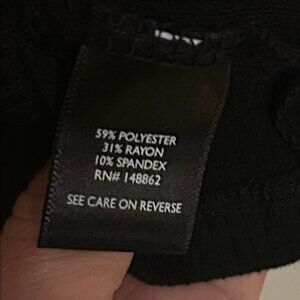 59% POLYESTER
31% RAYON
10% SPANDEX
RN# 148862
SEE CARE ON REVERSE